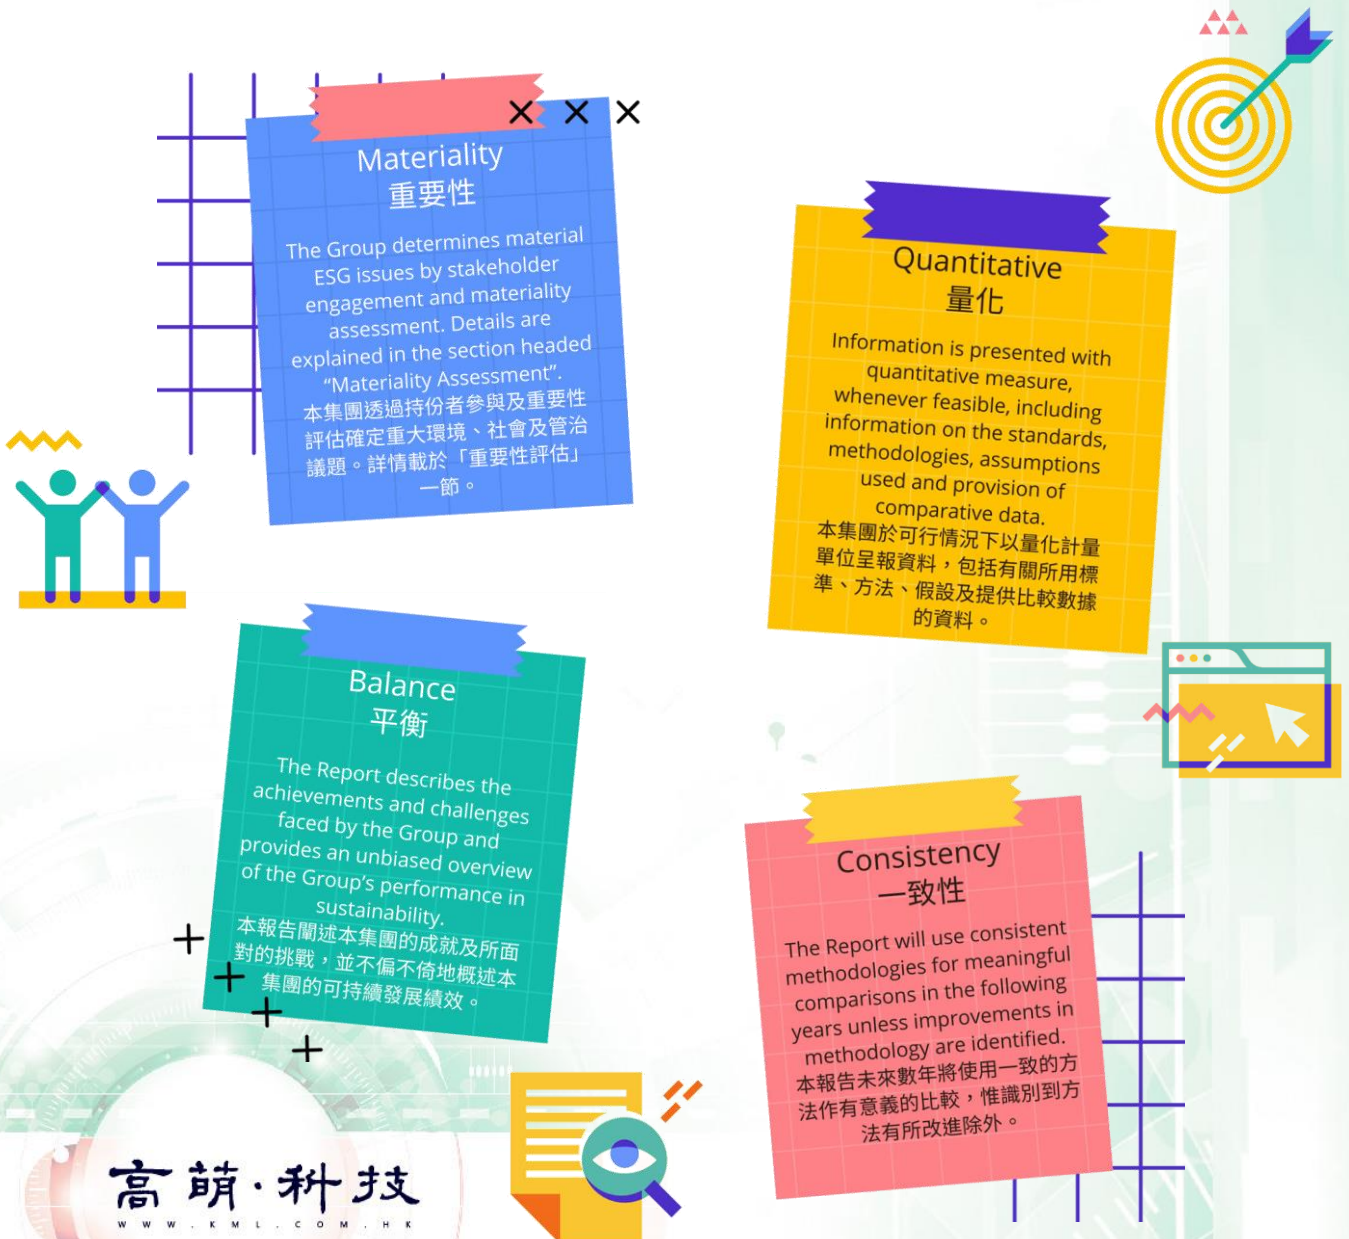 Materiality
重要性
The Group determines material
ESG issues by stakeholder
engagement and materiality
assessment. Details are
explained in the section headed
“Materiality Assessment”.
本集團透過持份者參與及重要性
評估確定重大環境、社會及管治
議題。詳情載於「重要性評估」
一節。
Quantitative
量化
Information is presented with
quantitative measure,
whenever feasible, including
information on the standards,
methodologies, assumptions
used and provision of
comparative data.
本集團於可行情況下以量化計量
單位呈報資料，包括有關所用標
準、方法、假設及提供比較數據
的資料。
Balance
平衡
The Report describes the
achievements and challenges
faced by the Group and
provides an unbiased overview
of the Group’s performance in
sustainability.
本報告闡述本集團的成就及所面
對的挑戰，並不偏不倚地概述本
集團的可持續發展績效。
Consistency
一致性
The Report will use consistent
methodologies for meaningful
comparisons in the following
years unless improvements in
methodology are identified.
本報告未來數年將使用一致的方
法作有意義的比較，惟識別到方
法有所改進除外。
高萌·科技
WWW.KML.COM.HK